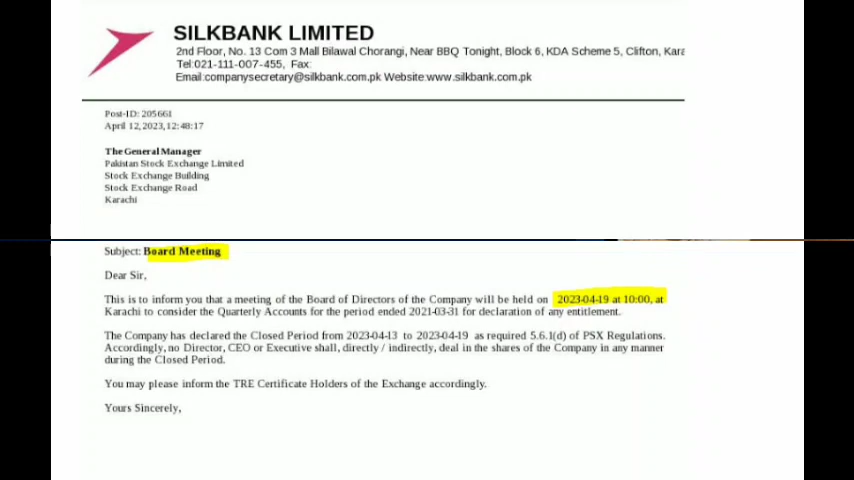 SILKBANK LIMITED
2nd Floor, No. 13 Com 3 Mall Bilawal Chorangi, Near BBQ Tonight, Block 6, KDA Scheme 5, Clifton, Kara
Tel:021-111-007-455, Fax:
Email:companysecretary@silkbank.com.pk Website:www.silkbank.com.pk
Post-ID: 205661
April 12,2023,12:48:17
The General Manager
Pakistan Stock Exchange Limited
Stock Exchange Building
Stock Exchange Road
Karachi
Subject: Board Meeting
Dear Sir,
This is to inform you that a meeting of the Board of Directors of the Company will be held on 2023-04-19 at 10:00, at
Karachi to consider the Quarterly Accounts for the period ended 2021-03-31 for declaration of any entitlement.
The Company has declared the Closed Period from 2023-04-13 to 2023-04-19 as required 5.6.1(d) of PSX Regulations.
Accordingly, no Director, CEO or Executive shall, directly / indirectly, deal in the shares of the Company in any manner
during the Closed Period.
You may please inform the TRE Certificate Holders of the Exchange accordingly.
Yours Sincerely,